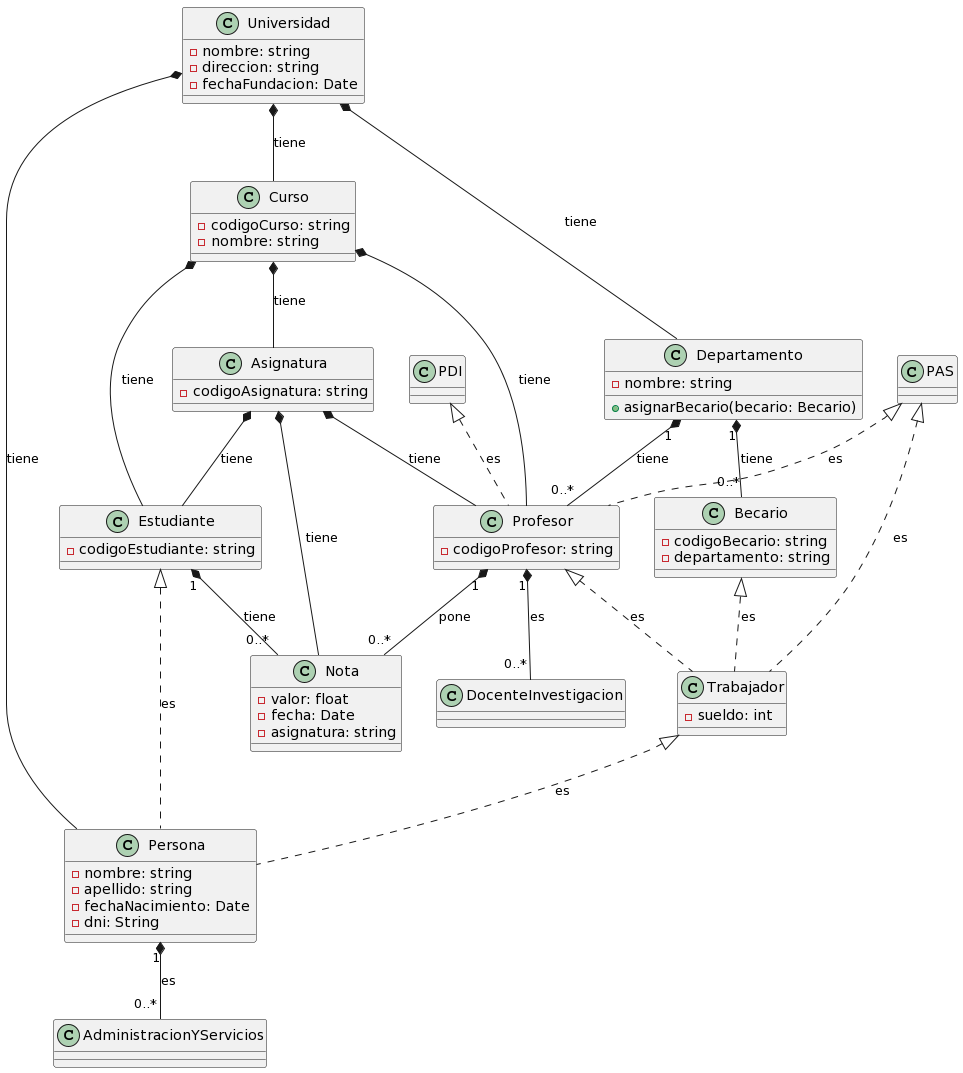 C Universidad
nombre: string
direccion: string
fechaFundacion: Date
tiene
tiene
C Curso
codigoCurso: string
nombre: string
tiene
C Asignatura
codigoAsignatura: string
C PDI
C Departamento
nombre: string
asignarBecario(becario: Becario)
C PAS
tiene
tiene
1
1
tiene
tiene
tiene
es
tiene
tiene
es
0..*
0..*
C Estudiante
codigoEstudiante: string
C Profesor
codigoProfesor: string
C Becario
codigoBecario: string
departamento: string
tiene
es
1
1
1
tiene
pone
es
es
es
0..*
0..*
0..*
C Nota
valor: float
fecha: Date
asignatura: string
C DocenteInvestigacion
C Trabajador
sueldo: int
es
es
C Persona
nombre: string
apellido: string
fechaNacimiento: Date
dni: String
1
es
0..*
C AdministracionYServicios